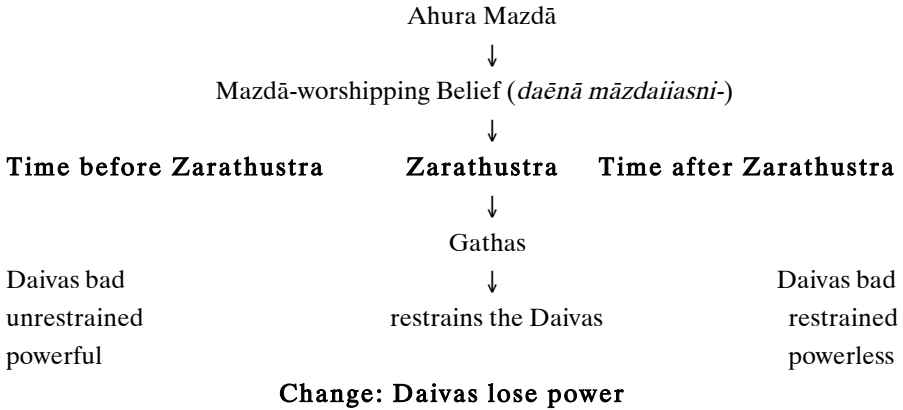 Ahura Mazdā
↓
Mazdā-worshipping Belief (daēnā māzdaiiasni-)
↓
Time before Zarathustra Zarathustra Time after Zarathustra
↓
Gathas
Daivas bad ↓ Daivas bad
unrestrained restrains the Daivas restrained
powerful powerless
Change: Daivas lose power